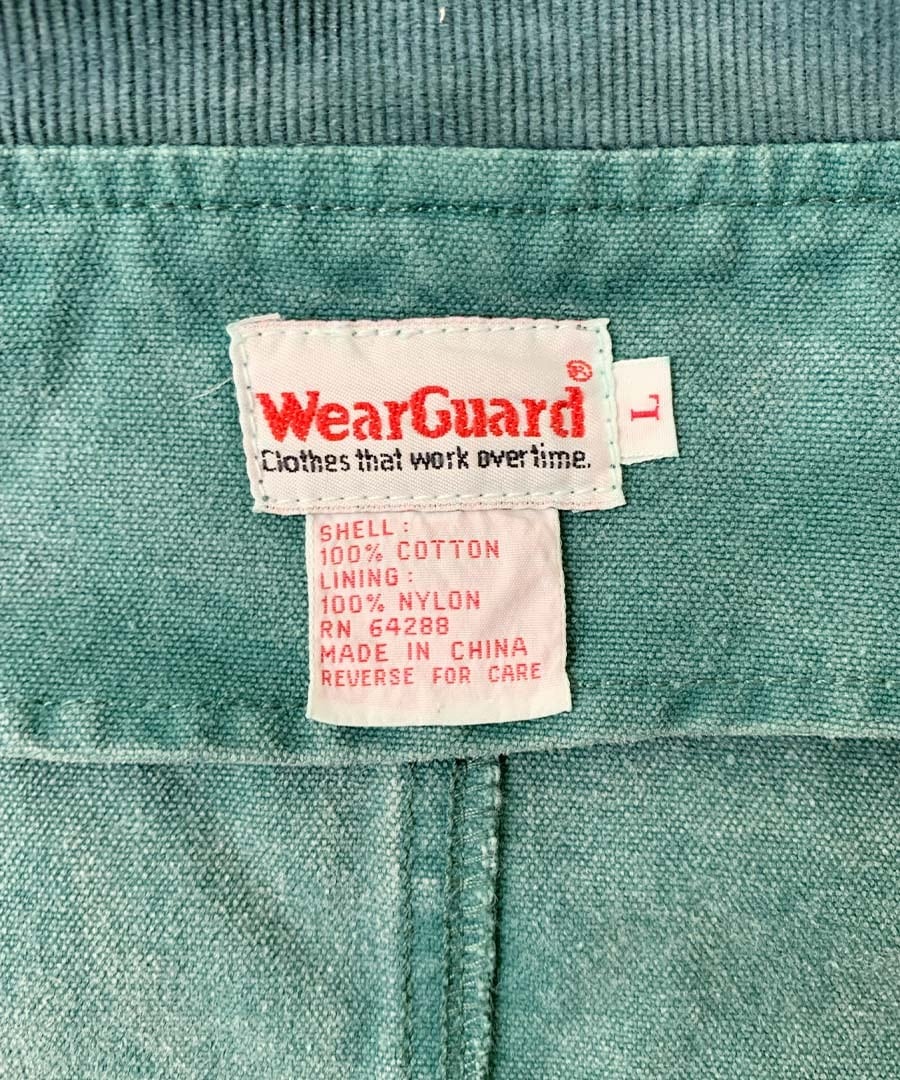 WearGuard®
Clothes that work overtime.
L
SHELL:
100% COTTON
LINING:
100% NYLON
RN 64288
MADE IN CHINA
REVERSE FOR CARE